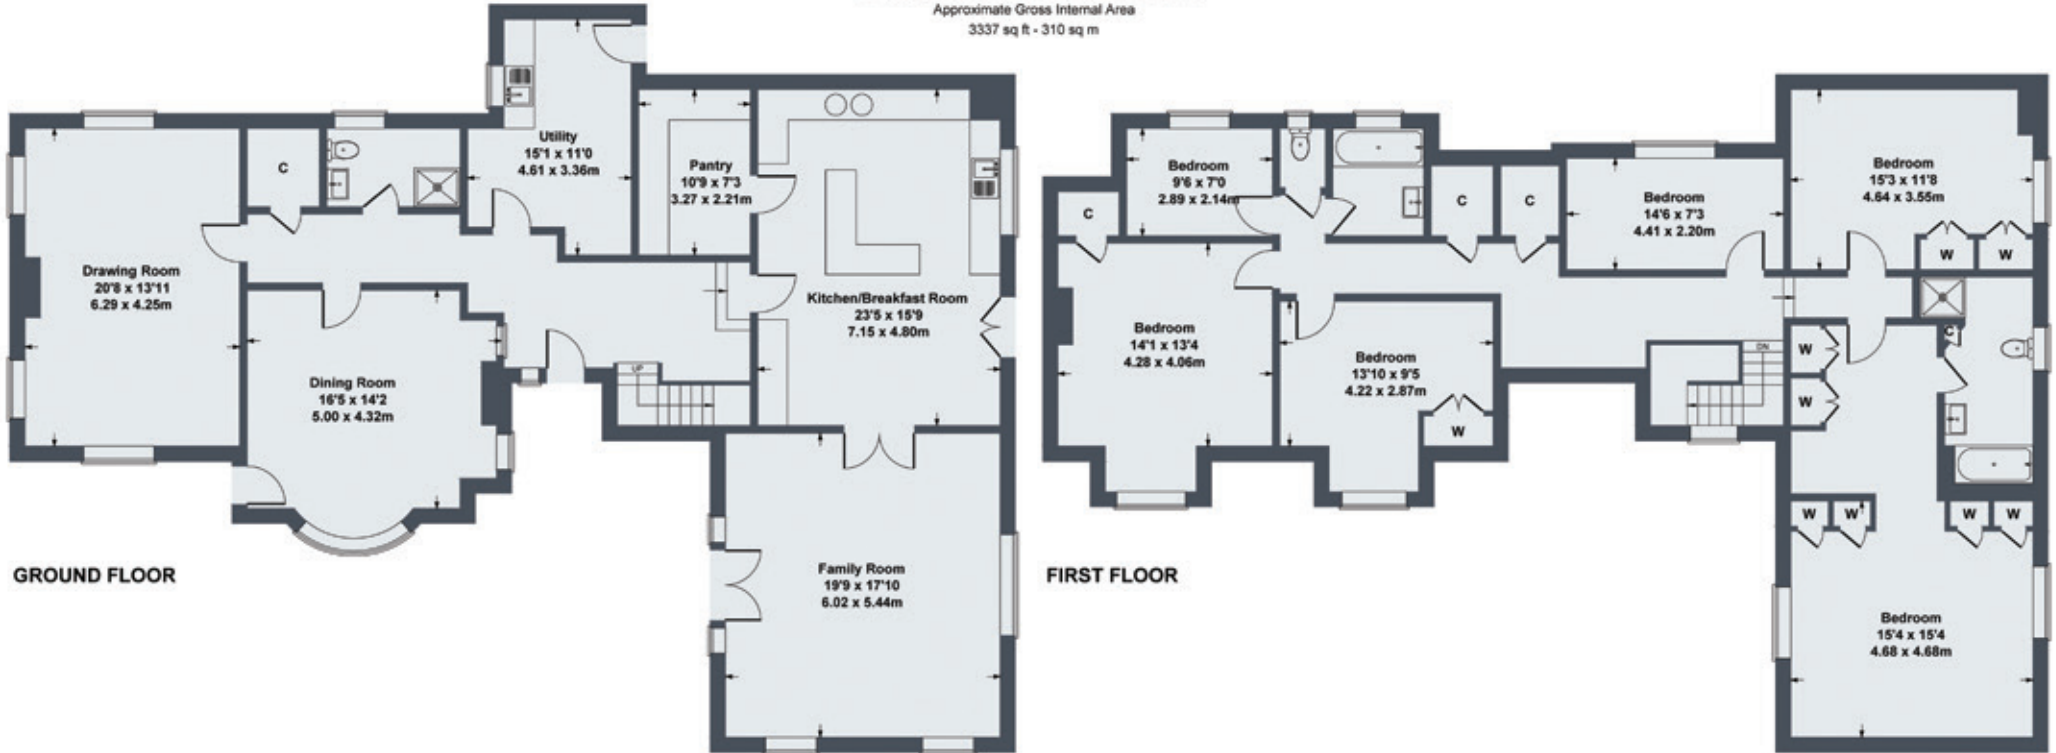 Approximate Gross Internal Area
3337 sq ft - 310 sq m
Utility
15'1 x 11'0
4.61 x 3.36m
Pantry
10'9 x 7'3
3.27 x 2.21m
C
Drawing Room
20'8 x 13'11
6.29 x 4.25m
Kitchen/Breakfast Room
23'5 x 15'9
7.15 x 4.80m
Dining Room
16'5 x 14'2
5.00 x 4.32m
UP
Family Room
19'9 x 17'10
6.02 x 5.44m
GROUND FLOOR
Bedroom
9'6 x 7'0
2.89 x 2.14m
C
C
C
Bedroom
14'6 x 7'3
4.41 x 2.20m
Bedroom
15'3 x 11'8
4.64 x 3.55m
W
W
Bedroom
14'1 x 13'4
4.28 x 4.06m
Bedroom
13'10 x 9'5
4.22 x 2.87m
W
DN
C
W
W
W
W
W
W
Bedroom
15'4 x 15'4
4.68 x 4.68m
FIRST FLOOR